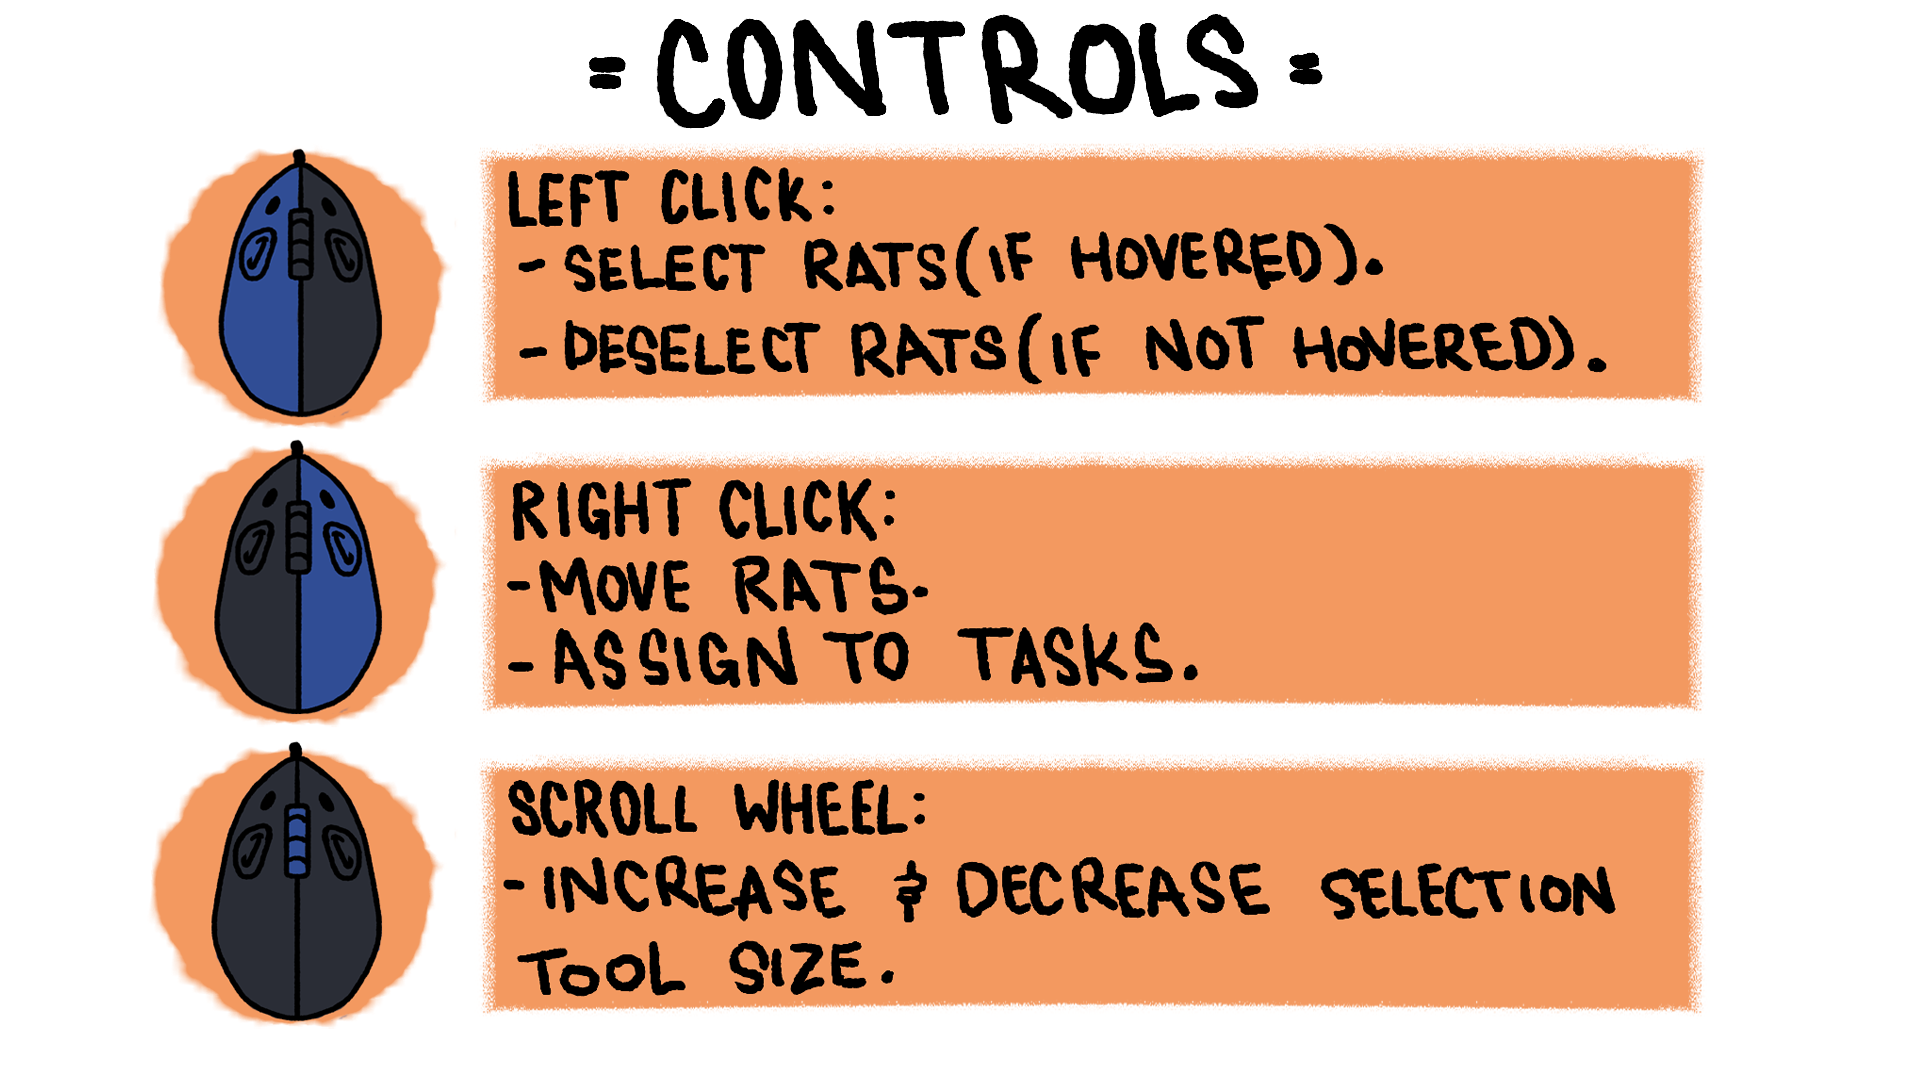 = CONTROLS =
LEFT CLICK:
- SELECT RATS(IF HOVERED).
- DESELECT RATS(IF NOT HOVERED).
RIGHT CLICK:
- MOVE RATS.
- ASSIGN TO TASKS.
SCROLL WHEEL:
- INCREASE & DECREASE SELECTION
TOOL SIZE.